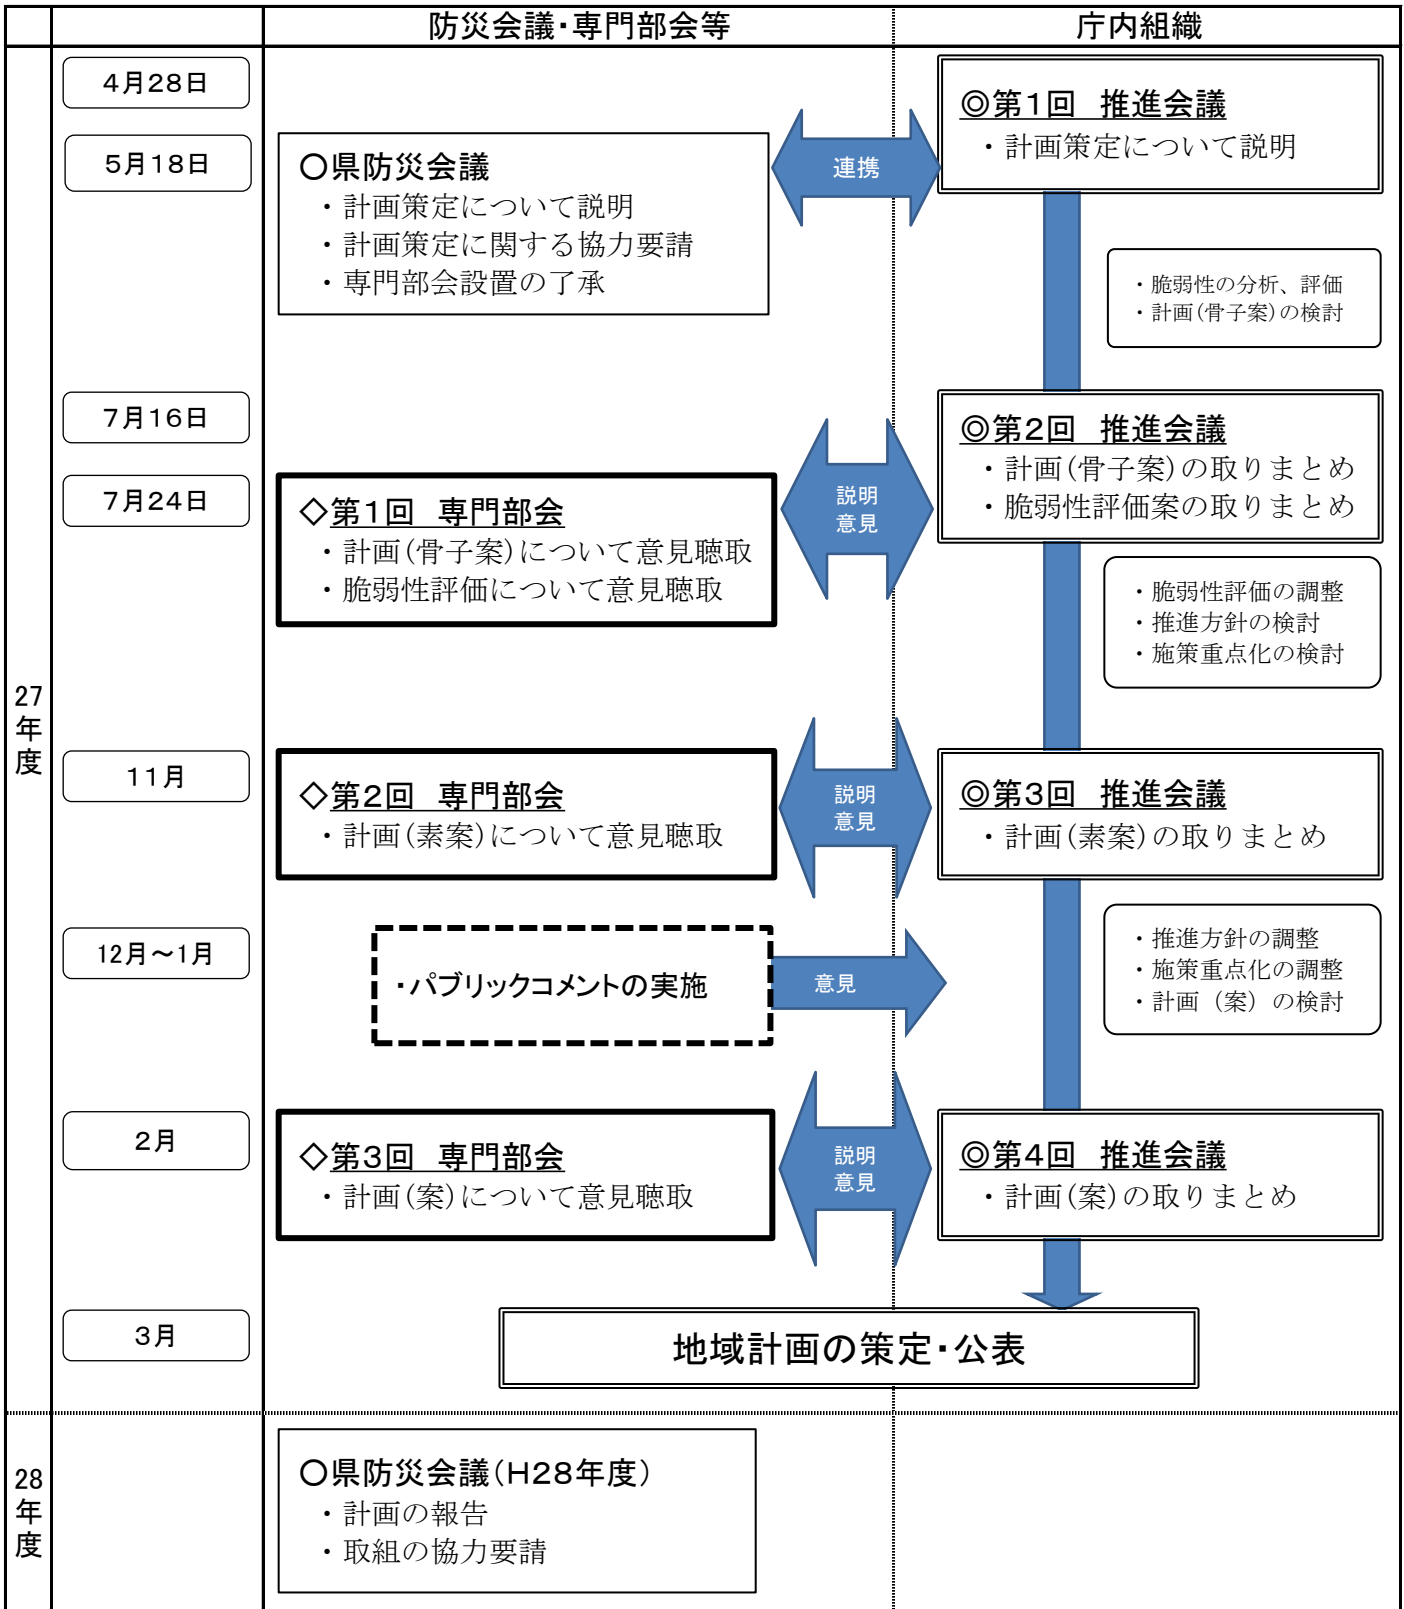 防災会議・専門部会等
庁内組織
27
年
度
4月28日
◎第1回　推進会議
・計画策定について説明
5月18日
○県防災会議
・計画策定について説明
・計画策定に関する協力要請
・専門部会設置の了承
連携
・脆弱性の分析、評価
・計画(骨子案)の検討
7月16日
◎第2回　推進会議
・計画(骨子案)の取りまとめ
・脆弱性評価案の取りまとめ
7月24日
◇第1回　専門部会
・計画(骨子案)について意見聴取
・脆弱性評価について意見聴取
説明
意見
・脆弱性評価の調整
・推進方針の検討
・施策重点化の検討
11月
◇第2回　専門部会
・計画(素案)について意見聴取
説明
意見
◎第3回　推進会議
・計画(素案)の取りまとめ
12月～1月
・パブリックコメントの実施
意見
・推進方針の調整
・施策重点化の調整
・計画（案）の検討
2月
◇第3回　専門部会
・計画(案)について意見聴取
説明
意見
◎第4回　推進会議
・計画(案)の取りまとめ
3月
地域計画の策定・公表
28
年
度
○県防災会議(H28年度)
・計画の報告
・取組の協力要請